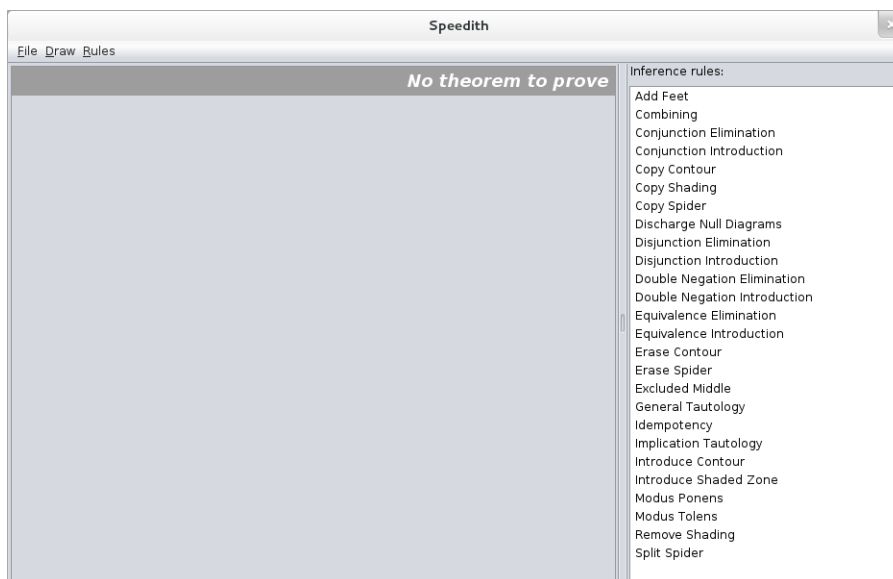 Speedith
File Draw Rules
No theorem to prove
Inference rules:
Add Feet
Combining
Conjunction Elimination
Conjunction Introduction
Copy Contour
Copy Shading
Copy Spider
Discharge Null Diagrams
Disjunction Elimination
Disjunction Introduction
Double Negation Elimination
Double Negation Introduction
Equivalence Elimination
Equivalence Introduction
Erase Contour
Erase Spider
Excluded Middle
General Tautology
Idempotency
Implication Tautology
Introduce Contour
Introduce Shaded Zone
Modus Ponens
Modus Tolens
Remove Shading
Split Spider